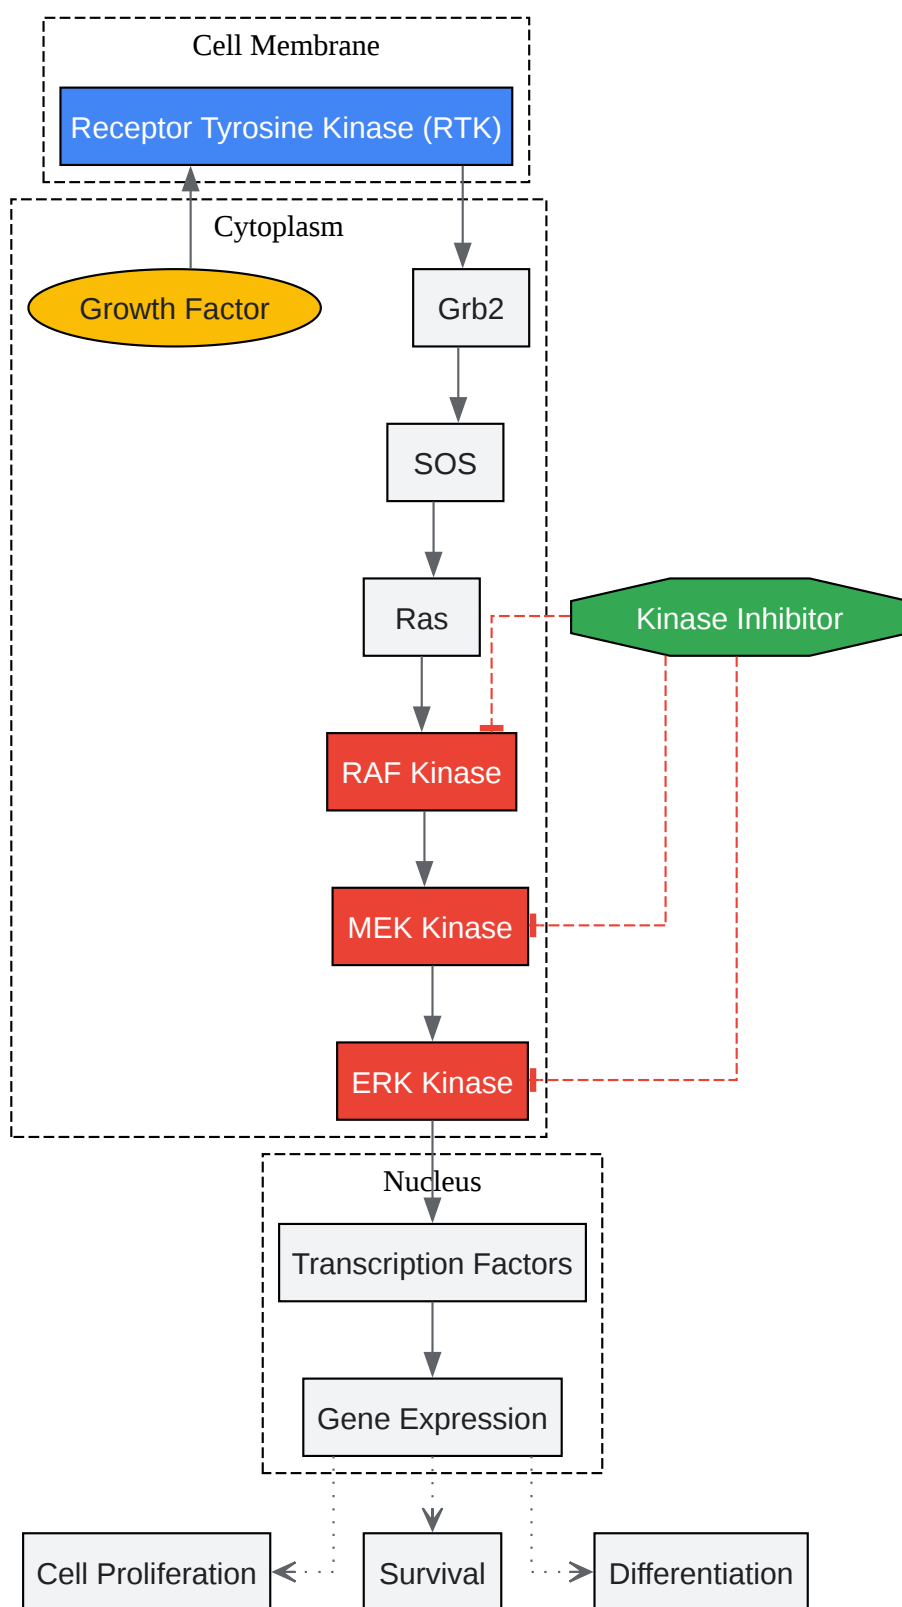 Cell Membrane
Receptor Tyrosine Kinase (RTK)
Cytoplasm
Growth Factor
Grb2
SOS
Ras
Kinase Inhibitor
RAF Kinase
MEK Kinase
ERK Kinase
Nucleus
Transcription Factors
Gene Expression
Cell Proliferation
Survival
Differentiation